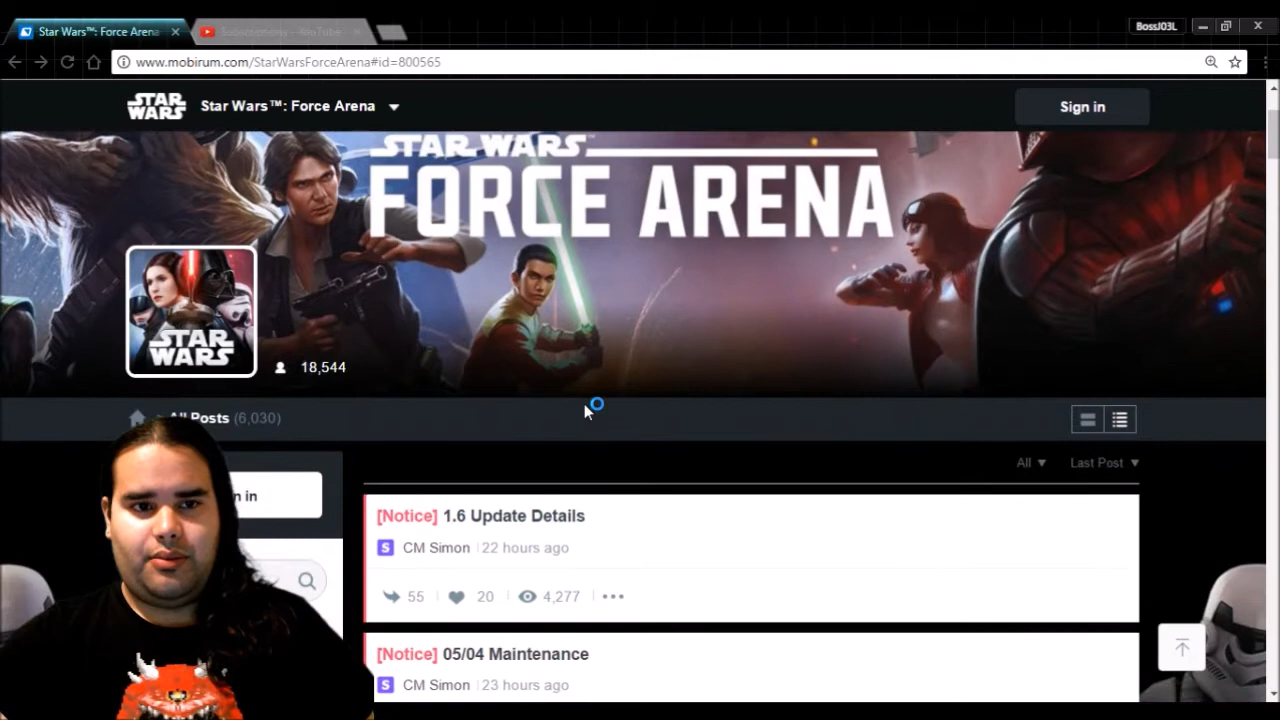 Star Wars™: Force Arena
Subscriptions - YouTube
BossJ03L
www.mobirum.com/StarWarsForceArena#id=800565
STAR WARS
Star Wars™: Force Arena
Sign in
STAR WARS
FORCE ARENA
STAR WARS
18,544
All Posts (6,030)
All
Last Post
n in
[Notice] 1.6 Update Details
S CM Simon 22 hours ago
55 20 4,277
[Notice] 05/04 Maintenance
S CM Simon 23 hours ago